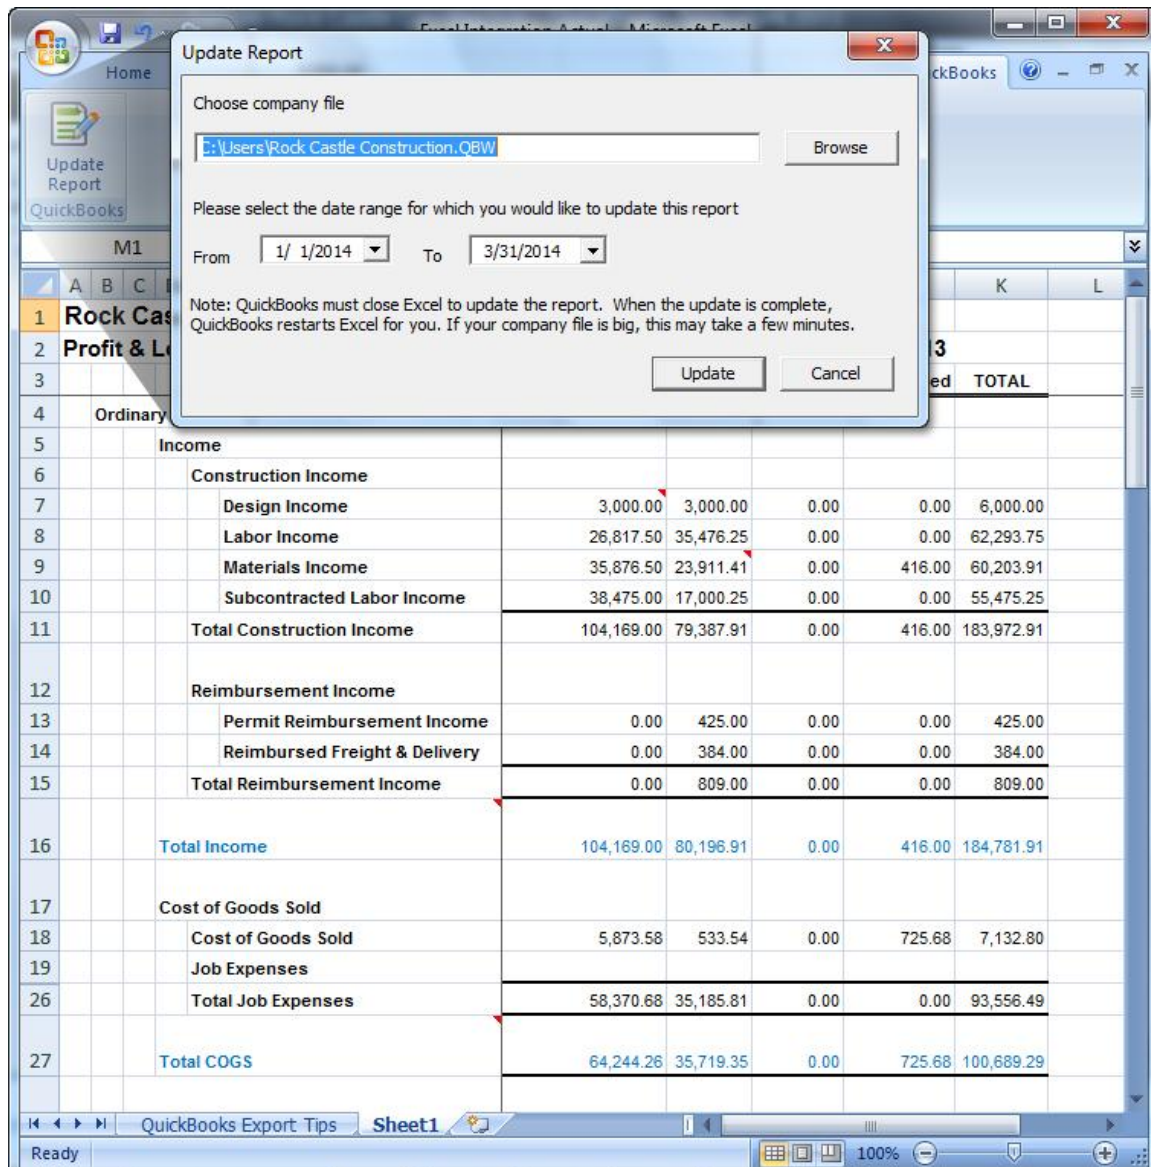 Excel Integration Actual - Microsoft Excel
Update Report
Home
ckBooks
Choose company file
C:\Users\Rock Castle Construction.QBW
Browse
Update
Report
QuickBooks
Please select the date range for which you would like to update this report
From 1/ 1/2014 To 3/31/2014
M1
Note: QuickBooks must close Excel to update the report. When the update is complete,
QuickBooks restarts Excel for you. If your company file is big, this may take a few minutes.
Update Cancel
A B C K L
1 Rock Cas
2 Profit & L 13
3 ed TOTAL
4 Ordinary
5 Income
6 Construction Income
7 Design Income 3,000.00 3,000.00 0.00 0.00 6,000.00
8 Labor Income 26,817.50 35,476.25 0.00 0.00 62,293.75
9 Materials Income 35,876.50 23,911.41 0.00 416.00 60,203.91
10 Subcontracted Labor Income 38,475.00 17,000.25 0.00 0.00 55,475.25
11 Total Construction Income 104,169.00 79,387.91 0.00 416.00 183,972.91
12 Reimbursement Income
13 Permit Reimbursement Income 0.00 425.00 0.00 0.00 425.00
14 Reimbursed Freight & Delivery 0.00 384.00 0.00 0.00 384.00
15 Total Reimbursement Income 0.00 809.00 0.00 0.00 809.00
16 Total Income 104,169.00 80,196.91 0.00 416.00 184,781.91
17 Cost of Goods Sold
18 Cost of Goods Sold 5,873.58 533.54 0.00 725.68 7,132.80
19 Job Expenses
26 Total Job Expenses 58,370.68 35,185.81 0.00 0.00 93,556.49
27 Total COGS 64,244.26 35,719.35 0.00 725.68 100,689.29
QuickBooks Export Tips Sheet1
Ready 100%